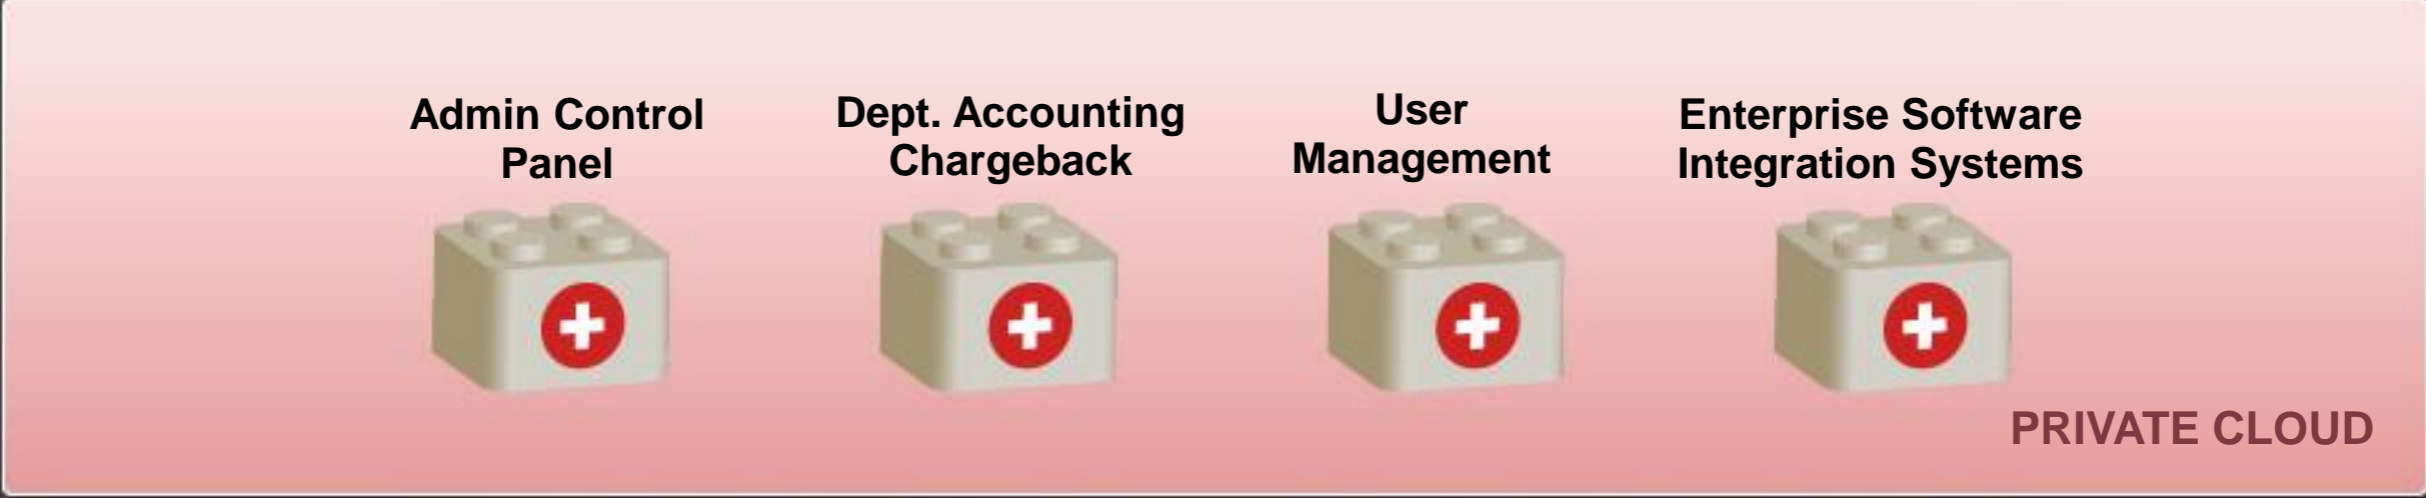 Admin Control
Panel
Dept. Accounting
Chargeback
User
Management
Enterprise Software
Integration Systems
PRIVATE CLOUD